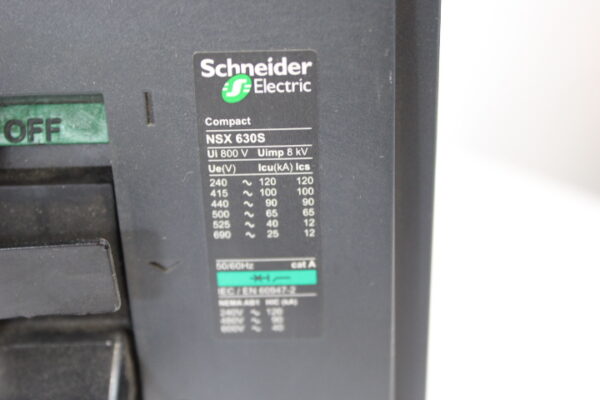 Schneider
Electric
OFF
Compact
NSX 630S
Ui 800 V Uimp 8 kV
Ue(V) Icu(kA) Ics
240 ~ 120 120
415 ~ 100 100
440 ~ 90 90
500 ~ 65 65
525 ~ 40 12
690 ~ 25 12
50/60Hz cat A
IEC / EN 60947-2
NEMA AB1 HIC (kA)
240V ~ 120
480V ~ 90
600V ~ 40